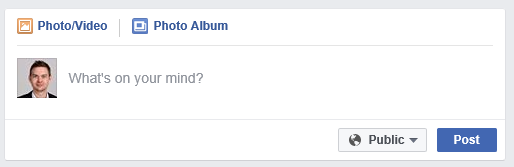 Photo/Video Photo Album
What's on your mind?
Public Post